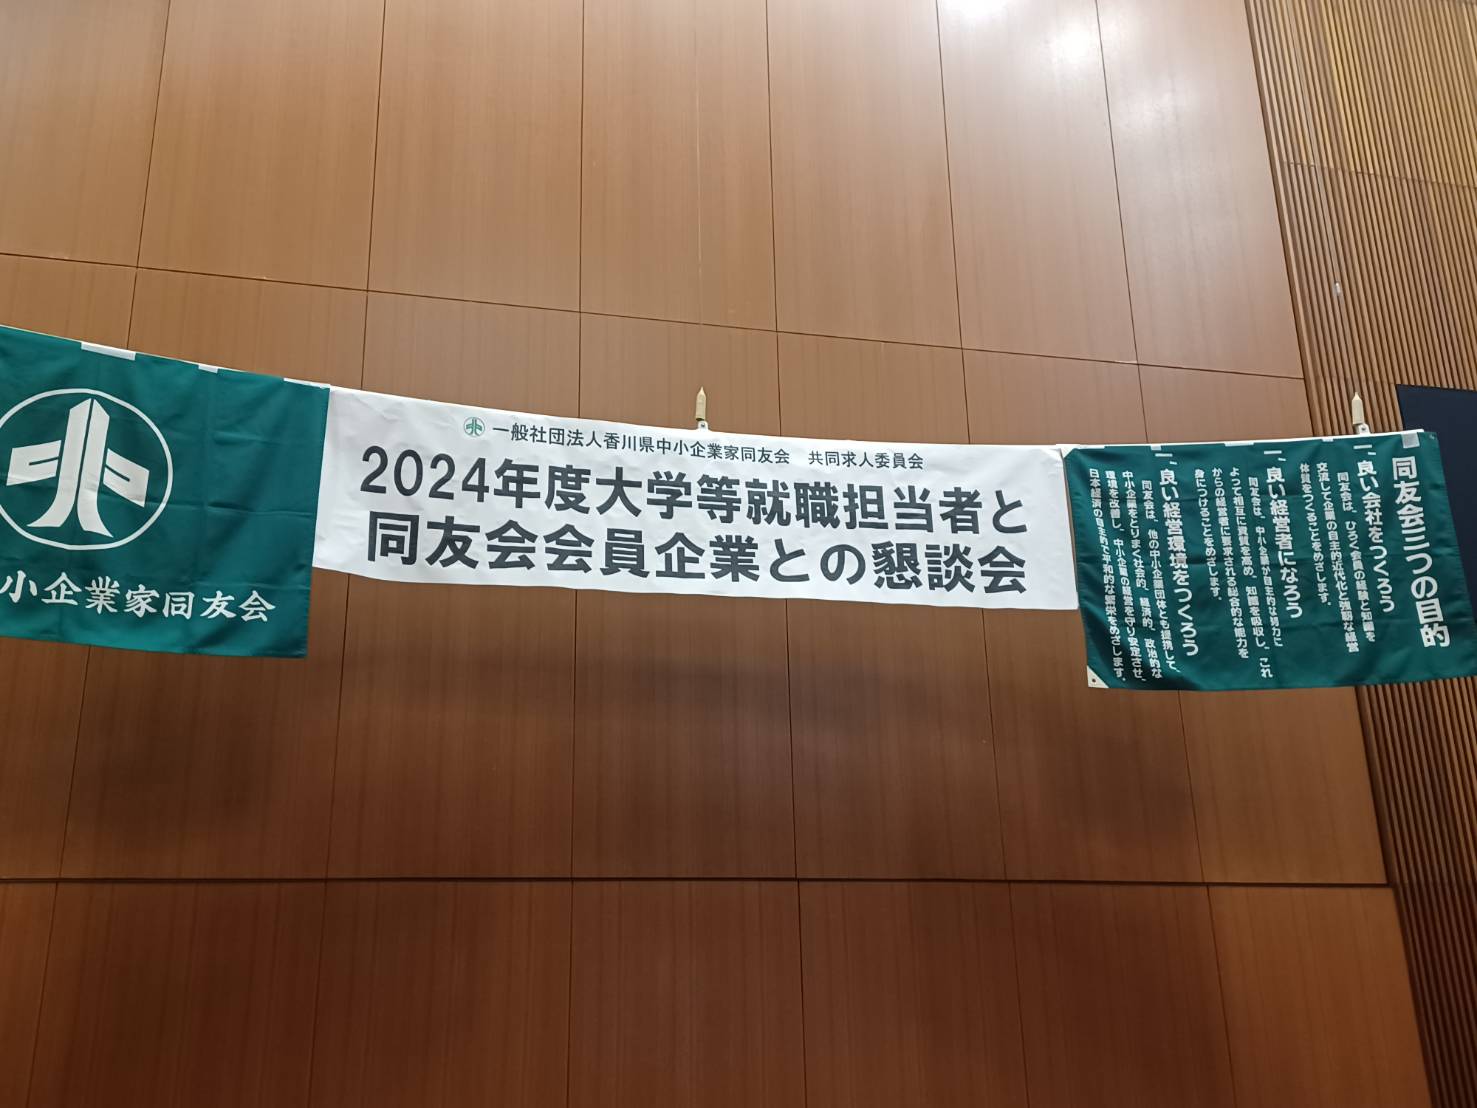 小企業家同友会
一般社団法人香川県中小企業家同友会　共同求人委員会
2024年度大学等就職担当者と
同友会会員企業との懇談会
同友会三つの目的
一、良い会社をつくろう
同友会は、ひろく会員の経験と知識を
交流して企業の自主的近代化と強靭な経営
体質をつくることをめざします。
一、良い経営者になろう
同友会は、中小企業家が自主的な努力に
よって相互に資質を高め、知識を吸収し、これ
からの経営者に要求される総合的な能力を
身につけることをめざします。
一、良い経営環境をつくろう
同友会は、他の中小企業団体とも提携して、
中小企業をとりまく社会的、経済的、政治的な
環境を改善し、中小企業の経営を守り安定させ、
日本経済の自主的で平和的な繁栄をめざします。